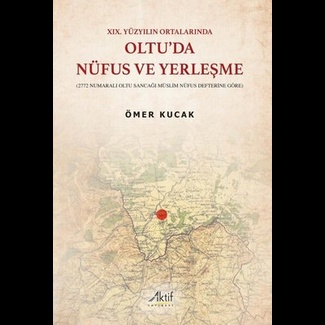 XIX. YÜZYILIN ORTALARINDA
OLTU'DA
NÜFUS VE YERLEŞME
(2772 NUMARALI OLTU SANCAĞI MÜSLİM NÜFUS DEFTERİNE GÖRE)
ÖMER KUCAK
Aktif
YAYINEVİ